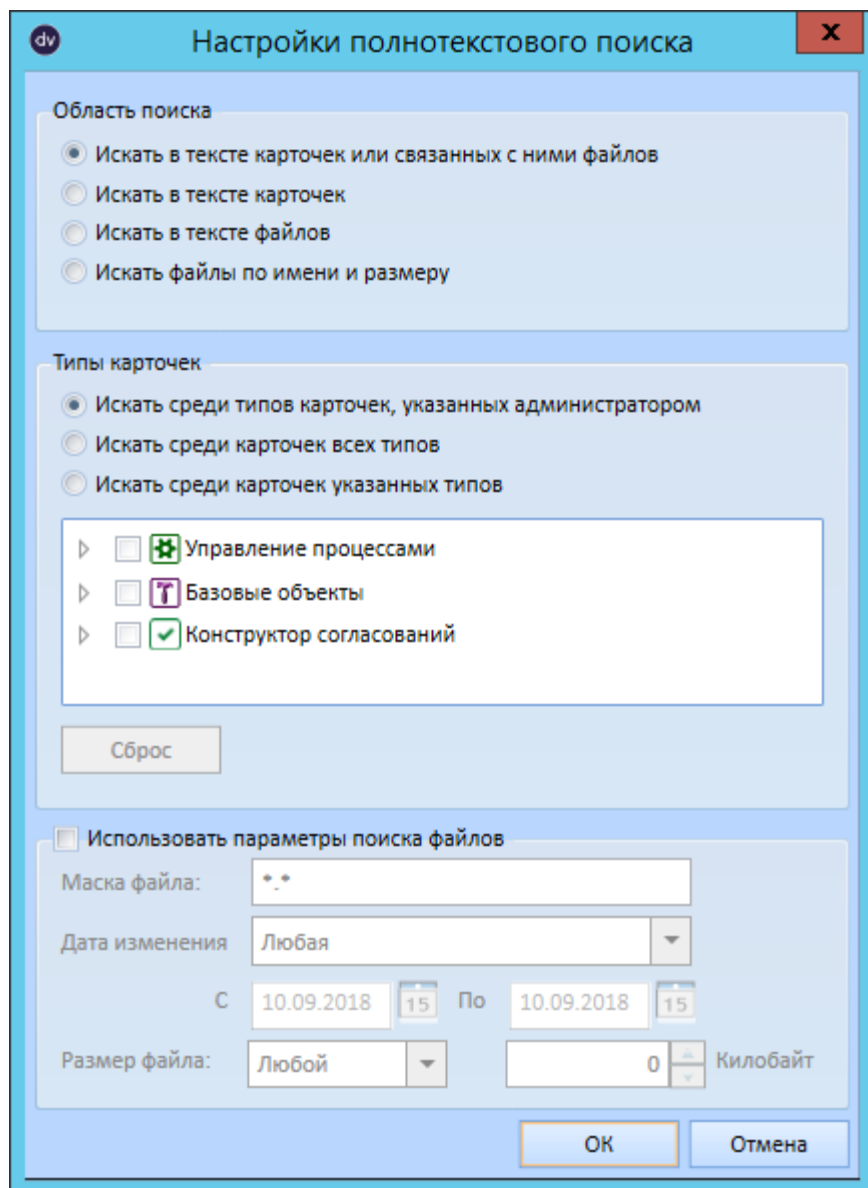 dv
Настройки полнотекстового поиска
x
Область поиска
Искать в тексте карточек или связанных с ними файлов
Искать в тексте карточек
Искать в тексте файлов
Искать файлы по имени и размеру
Типы карточек
Искать среди типов карточек, указанных администратором
Искать среди карточек всех типов
Искать среди карточек указанных типов
Управление процессами
Базовые объекты
Конструктор согласований
Сброс
Использовать параметры поиска файлов
Маска файла: *.*
Дата изменения Любая
С 10.09.2018 15 По 10.09.2018 15
Размер файла: Любой 0 Килобайт
ОК Отмена